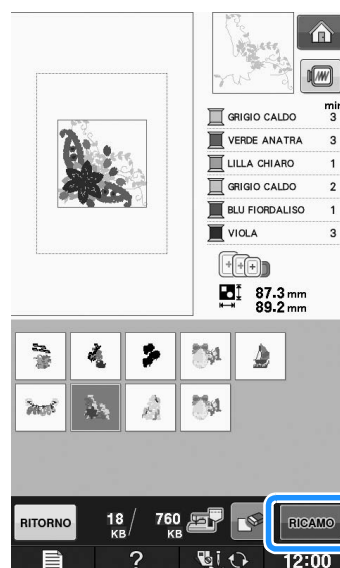 min
GRIGIO CALDO 3
VERDE ANATRA 3
LILLA CHIARO 1
GRIGIO CALDO 2
BLU FIORDALISO 1
VIOLA 3
87.3 mm
89.2 mm
RITORNO
18 / 760
KB KB
RICAMO
?
12:00